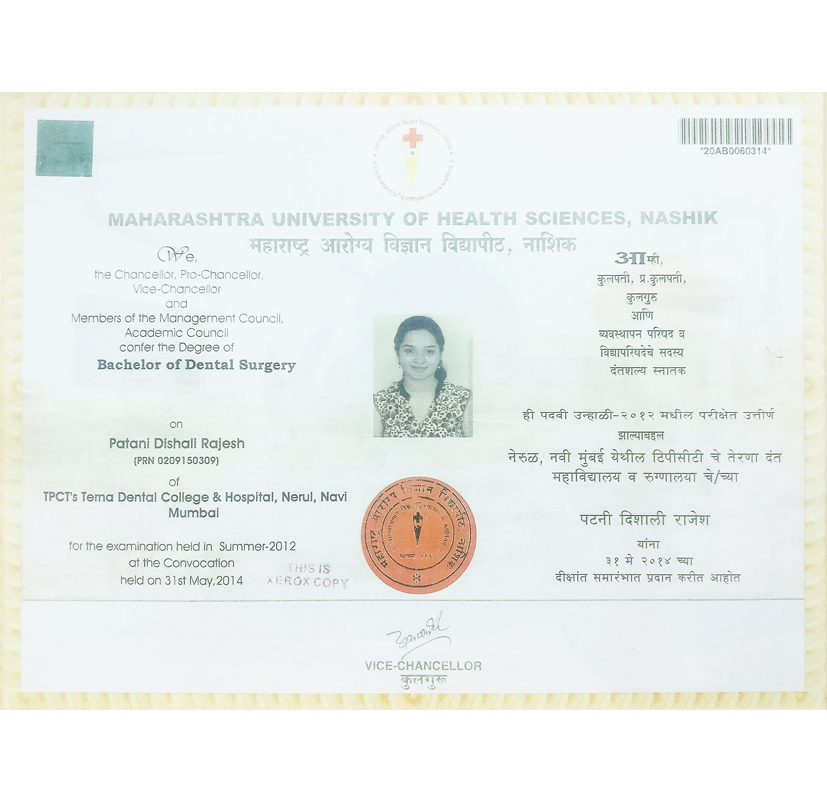 *20AB0060314*
MAHARASHTRA UNIVERSITY OF HEALTH SCIENCES, NASHIK
महाराष्ट्र आरोग्य विज्ञान विद्यापीठ, नाशिक
We,
the Chancellor, Pro-Chancellor,
Vice-Chancellor
and
Members of the Management Council,
Academic Council
confer the Degree of
Bachelor of Dental Surgery
on
Patani Dishali Rajesh
(PRN 0209150309)
of
TPCT's Terna Dental College & Hospital, Nerul, Navi
Mumbai
for the examination held in Summer-2012
at the Convocation
held on 31st May,2014
THIS IS
XEROX COPY
आम्ही,
कुलपती, प्र.कुलपती,
कुलगुरु
आणि
व्यवस्थापन परिषद व
विद्यापरिषदेचे सदस्य
दंतशल्य स्नातक
ही पदवी उन्हाळी-२०१२ मधील परीक्षेत उत्तीर्ण
झाल्याबद्दल
नेरुळ, नवी मुंबई येथील टिपीसीटी चे तेरणा दंत
महाविद्यालय व रुग्णालया चे/च्या
पटनी दिशाली राजेश
यांना
३१ मे २०१४ च्या
दीक्षांत समारंभात प्रदान करीत आहोत
महाराष्ट्र आरोग्य विज्ञान विद्यापीठ, नाशिक
VICE-CHANCELLOR
कुलगुरू